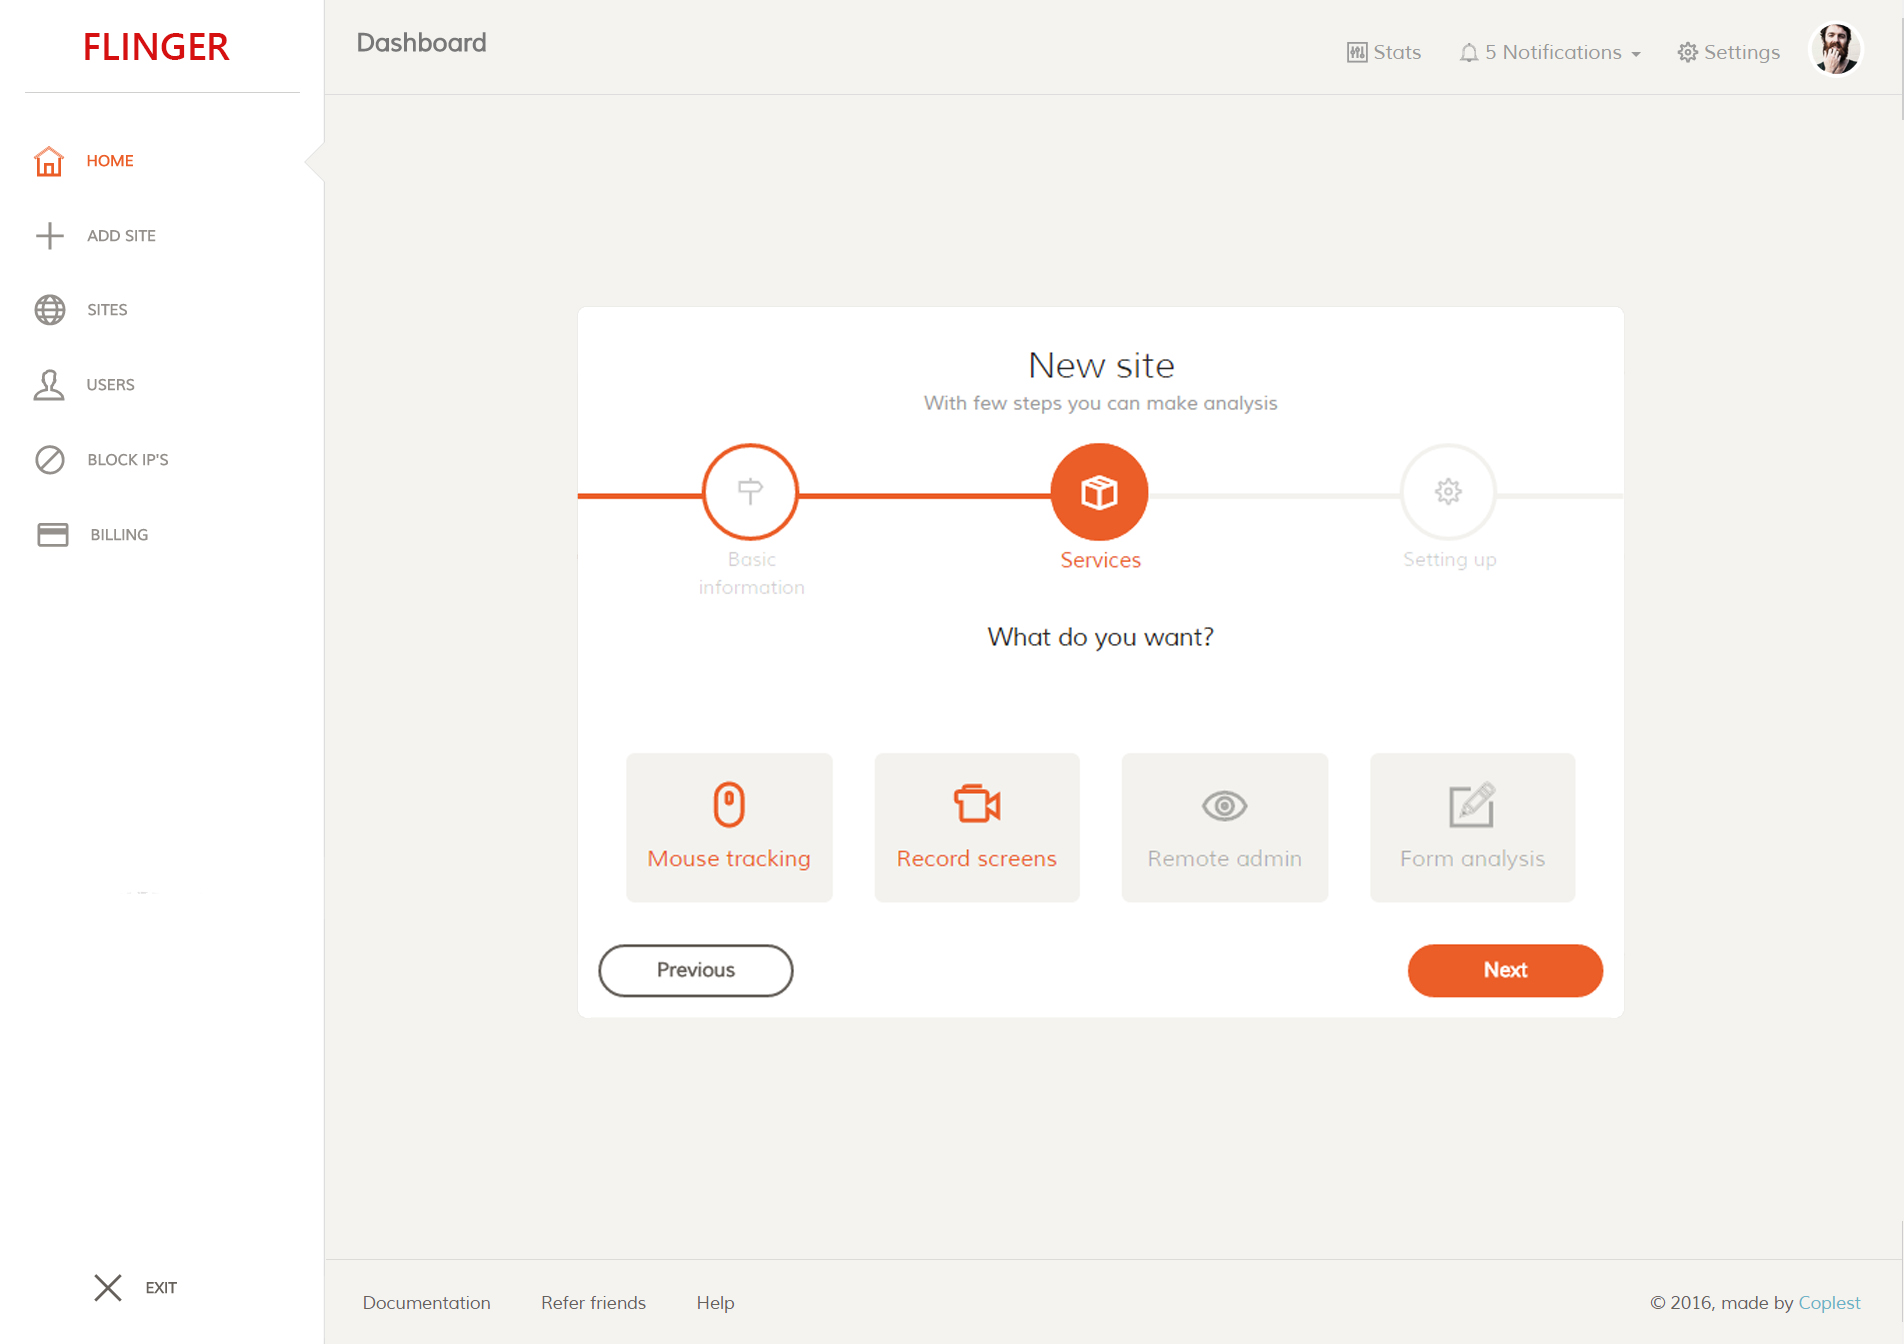 FLINGER
Dashboard
Stats
5 Notifications
Settings
HOME
ADD SITE
SITES
USERS
BLOCK IP'S
BILLING
EXIT
New site
With few steps you can make analysis
Basic
information
Services
Setting up
What do you want?
Mouse tracking
Record screens
Remote admin
Form analysis
Previous
Next
Documentation
Refer friends
Help
© 2016, made by Coplest